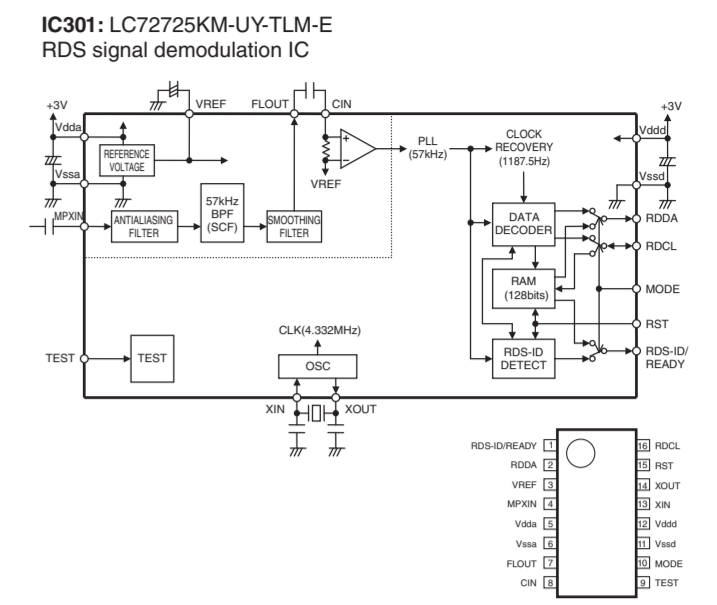 IC301: LC72725KM-UY-TLM-E
RDS signal demodulation IC
+3V
VREF
FLOUT
CIN
+3V
Vdda
REFERENCE
VOLTAGE
Vssa
+
−
VREF
PLL
(57kHz)
CLOCK
RECOVERY
(1187.5Hz)
Vddd
Vssd
MPXIN
ANTIALIASING
FILTER
57kHz
BPF
(SCF)
SMOOTHING
FILTER
DATA
DECODER
RDDA
RDCL
RAM
(128bits)
MODE
RST
TEST
TEST
CLK(4.332MHz)
OSC
RDS-ID
DETECT
RDS-ID/
READY
XIN
XOUT
RDS-ID/READY 1 16 RDCL
RDDA 2 15 RST
VREF 3 14 XOUT
MPXIN 4 13 XIN
Vdda 5 12 Vddd
Vssa 6 11 Vssd
FLOUT 7 10 MODE
CIN 8 9 TEST